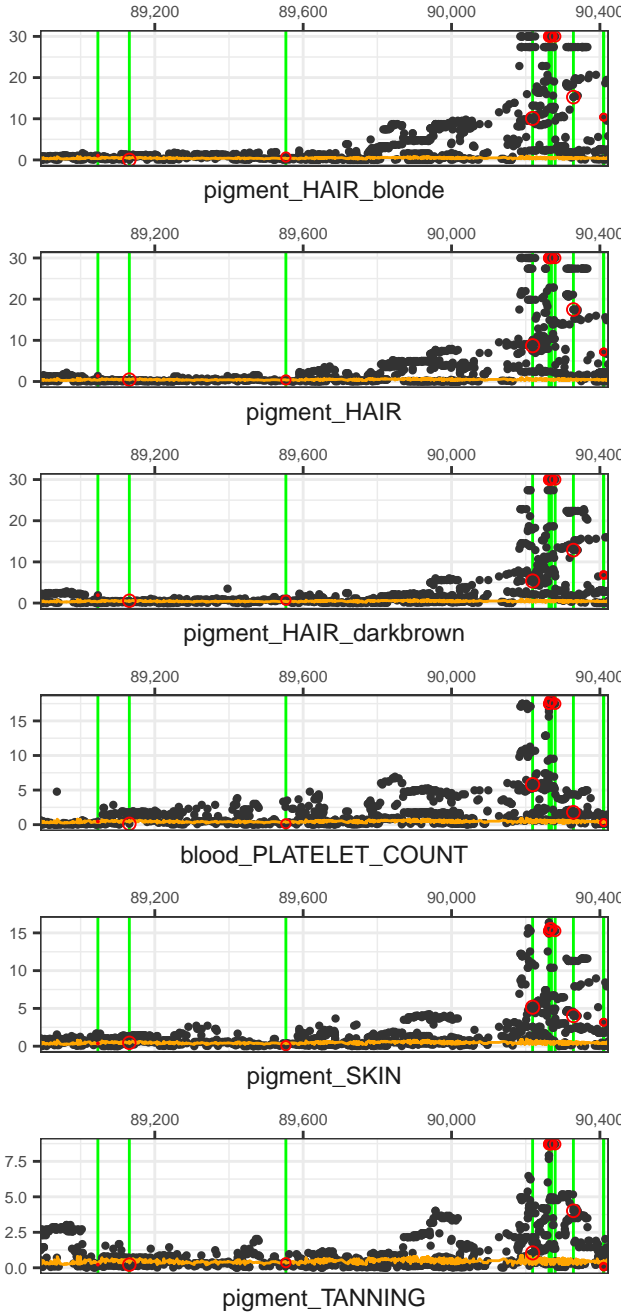 89,200 89,600 90,000 90,400
30
20
10
0
pigment_HAIR_blonde
89,200 89,600 90,000 90,400
30
20
10
0
pigment_HAIR
89,200 89,600 90,000 90,400
30
20
10
0
pigment_HAIR_darkbrown
89,200 89,600 90,000 90,400
15
10
5
0
blood_PLATELET_COUNT
89,200 89,600 90,000 90,400
15
10
5
0
pigment_SKIN
89,200 89,600 90,000 90,400
7.5
5.0
2.5
0.0
pigment_TANNING